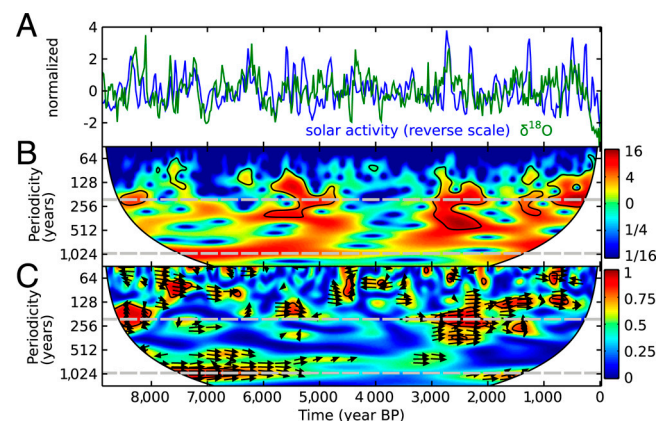 A
normalized
4
2
0
-2
solar activity (reverse scale) δ18O
B
Periodicity
(years)
64
128
256
512
1,024
16
4
0
1/4
1/16
C
Periodicity
(years)
64
128
256
512
1,024
1
0.75
0.5
0.25
0
8,000 7,000 6,000 5,000 4 000 3,000 2,000 1,000 0
Time (year BP)